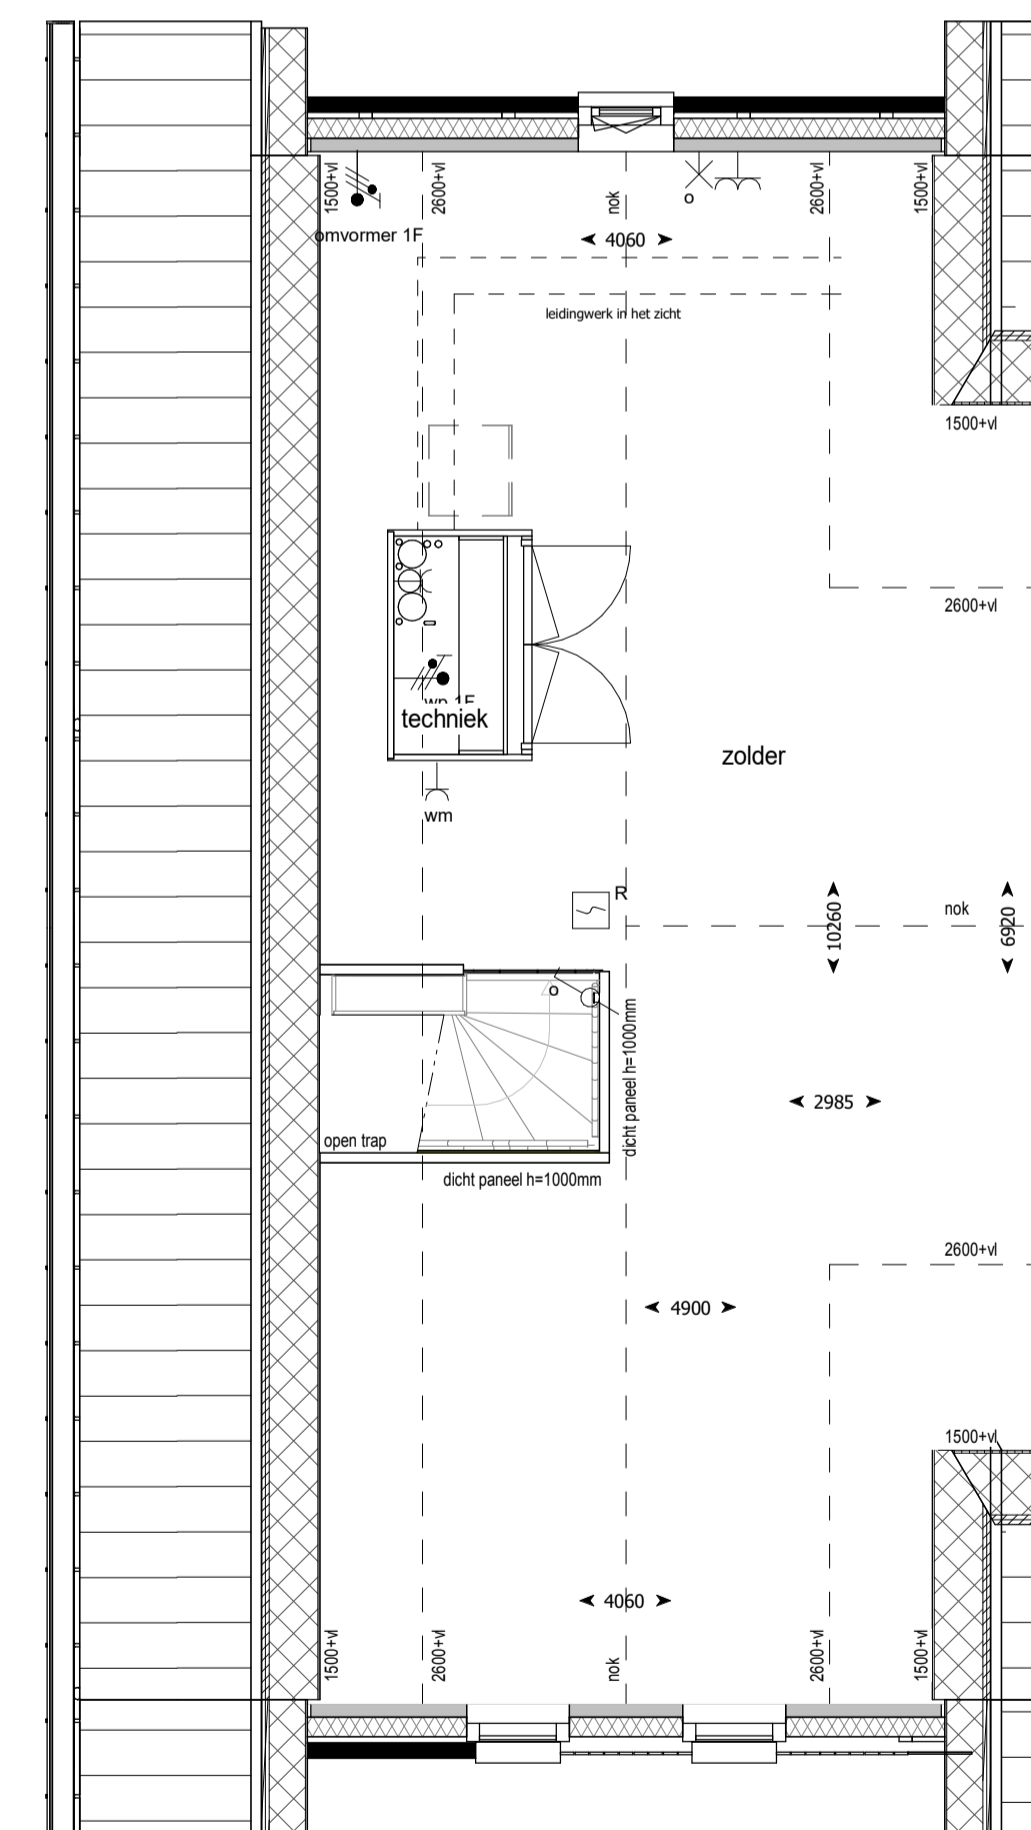 1500+vl
2600+vl
nok
2600+vl
1500+vl
omvormer 1F
4060
leidingwerk in het zicht
1500+vl
2600+vl
wp 1F
techniek
zolder
wm
R
nok
10260
6920
dicht paneel h=1000mm
2985
open trap
dicht paneel h=1000mm
2600+vl
4900
1500+vl
4060
1500+vl
2600+vl
nok
2600+vl
1500+vl